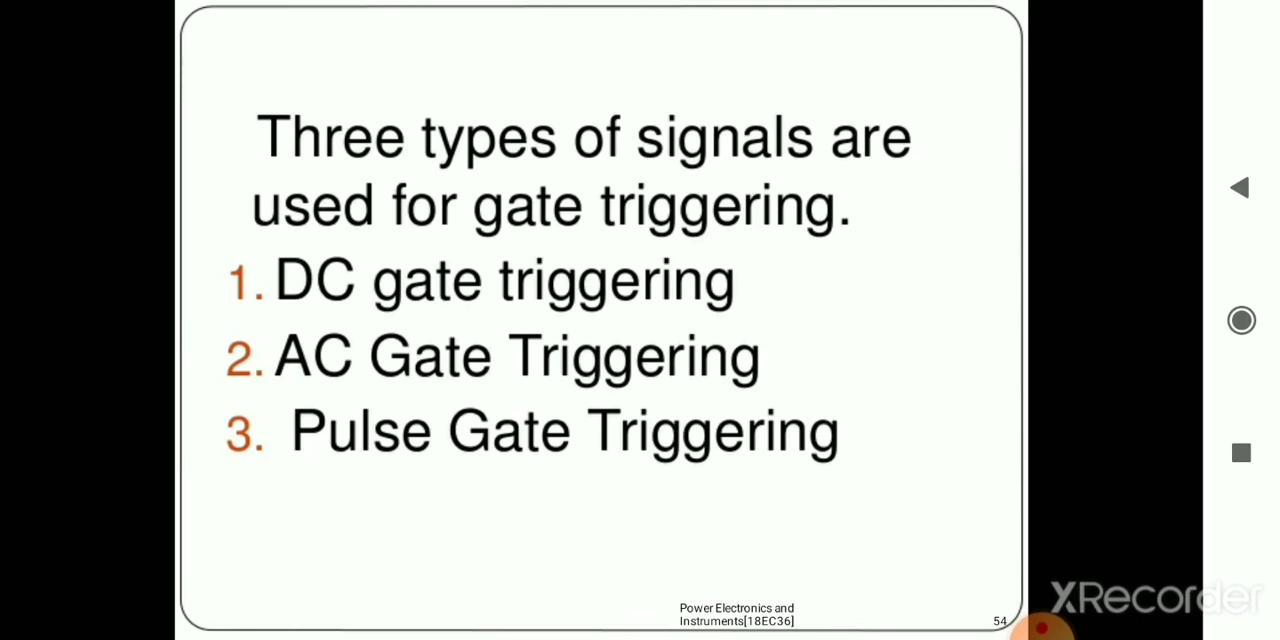 Three types of signals are
used for gate triggering.
1. DC gate triggering
2. AC Gate Triggering
3. Pulse Gate Triggering
Power Electronics and
Instruments[18EC36]
54
XRecorder